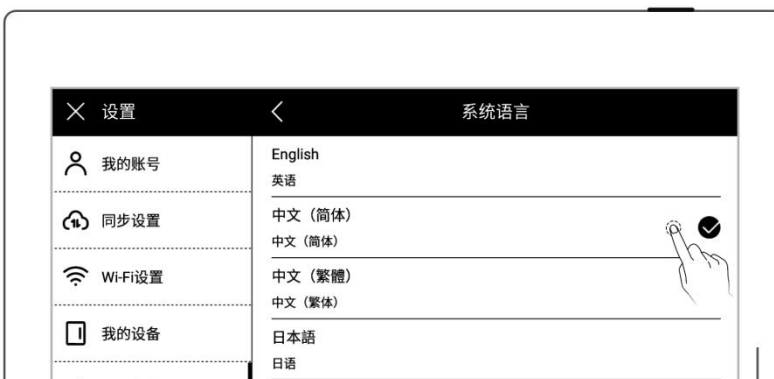 设置
系统语言
我的账号
同步设置
Wi-Fi设置
我的设备
English
英语
中文（简体）
中文（简体）
中文（繁體）
中文（繁体）
日本語
日语